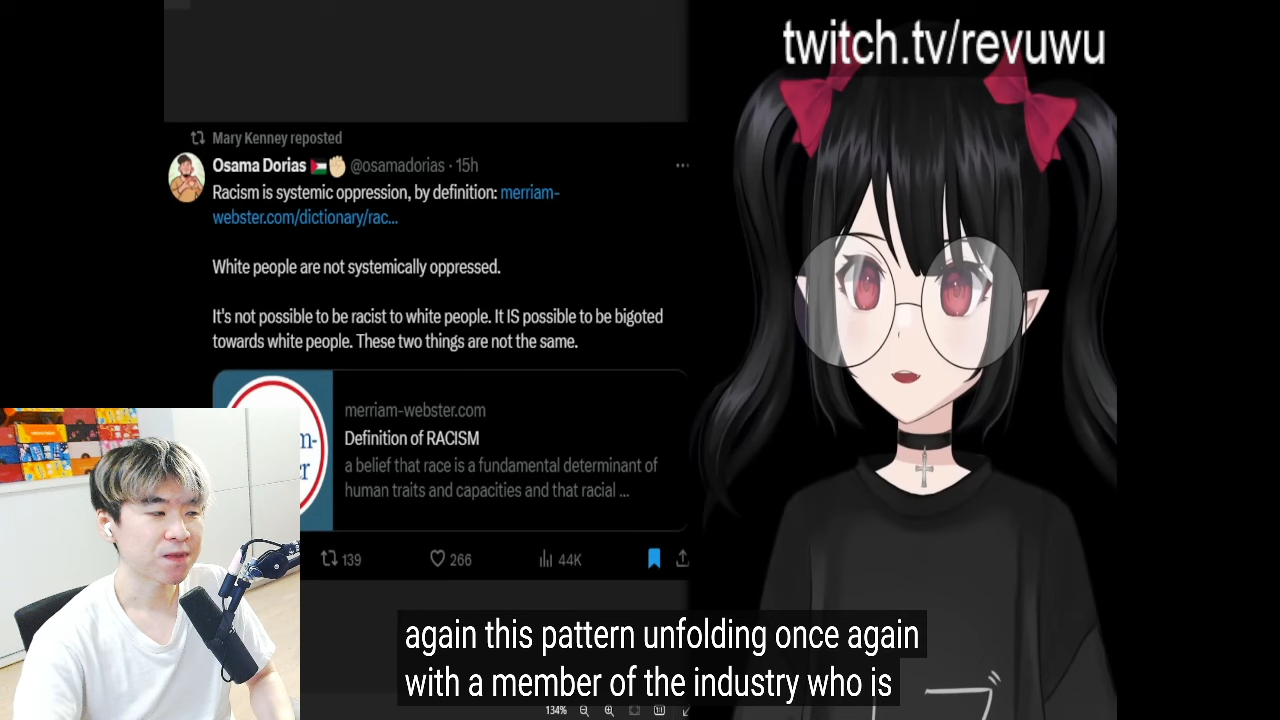 twitch.tv/revuwu
Mary Kenney reposted
Osama Dorias @osamadorias · 15h
Racism is systemic oppression, by definition: merriam-
webster.com/dictionary/rac...
White people are not systemically oppressed.
It's not possible to be racist to white people. It IS possible to be bigoted
towards white people. These two things are not the same.
merriam-webster.com
Definition of RACISM
a belief that race is a fundamental determinant of
human traits and capacities and that racial ...
139 266 44K
again this pattern unfolding once again
with a member of the industry who is
134%